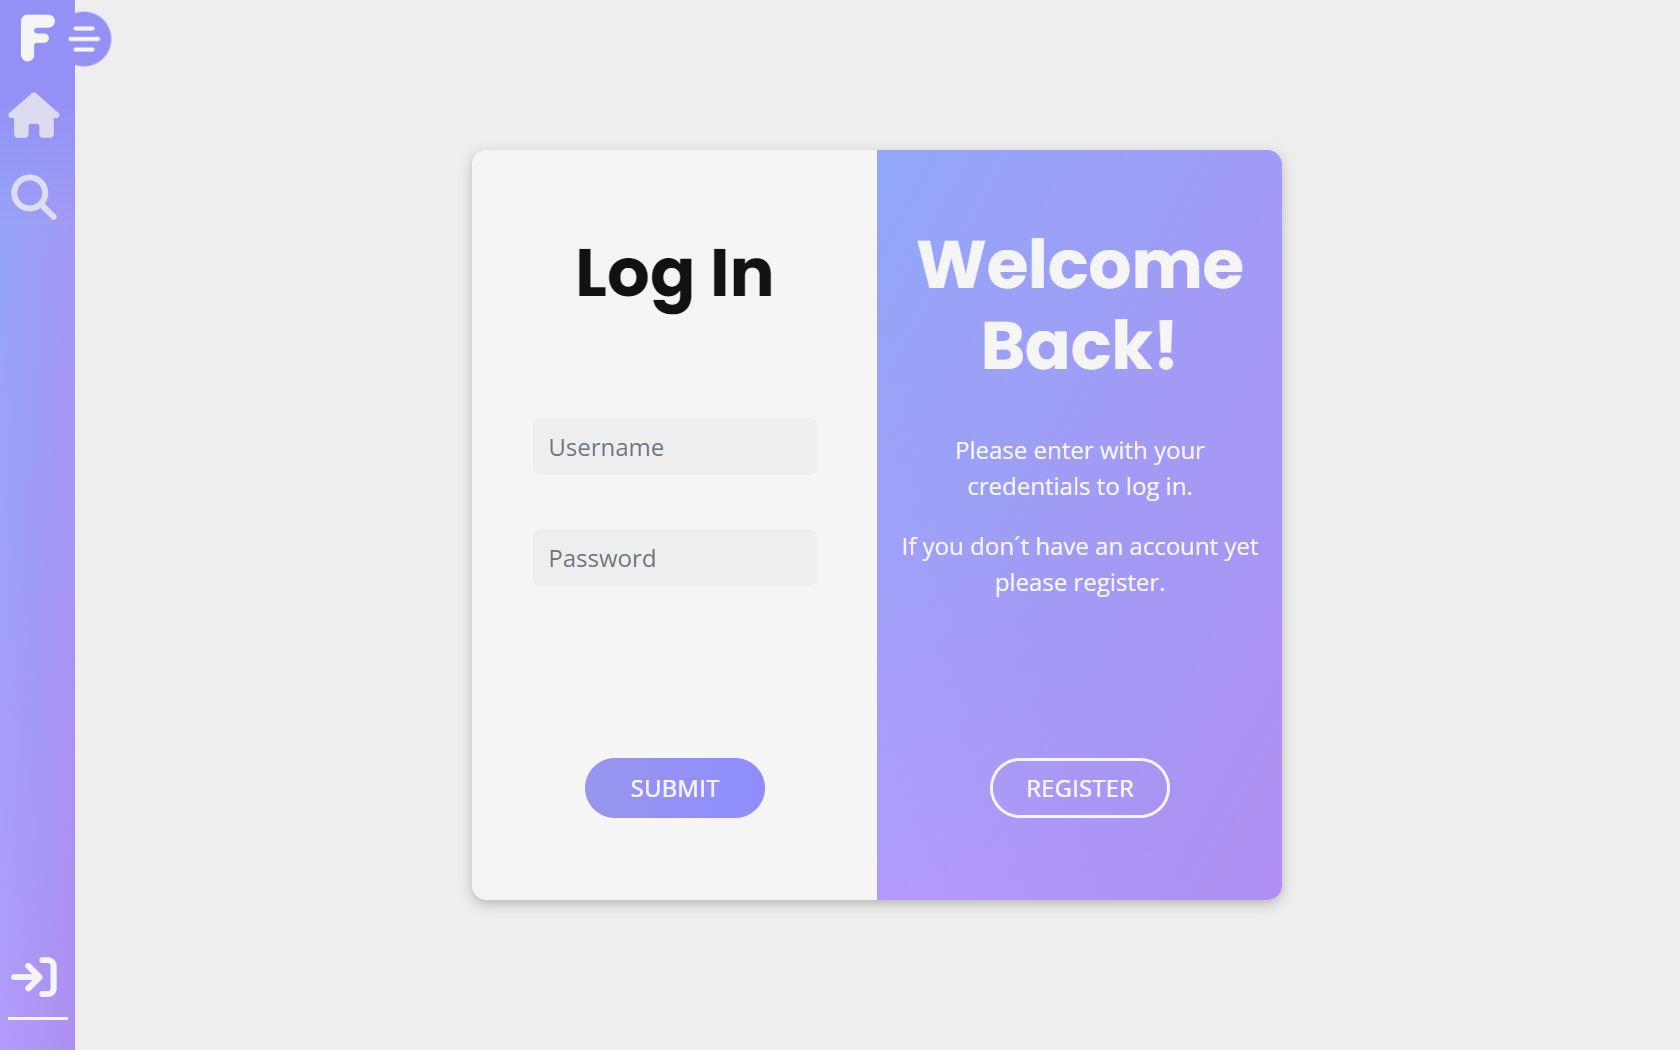 F
Log In
Username
Password
SUBMIT
Welcome
Back!
Please enter with your
credentials to log in.
If you don´t have an account yet
please register.
REGISTER